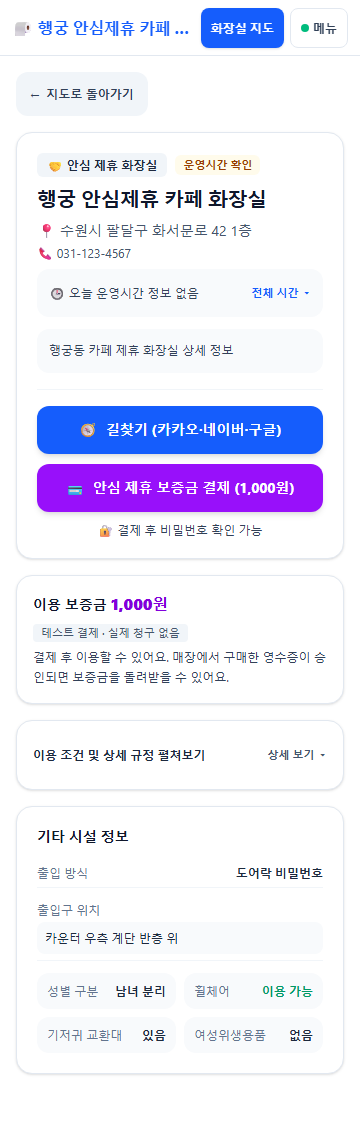 행궁 안심제휴 카페 ...
화장실 지도
메뉴
← 지도로 돌아가기
안심 제휴 화장실
운영시간 확인
행궁 안심제휴 카페 화장실
수원시 팔달구 화서문로 42 1층
031-123-4567
오늘 운영시간 정보 없음
전체 시간
행궁동 카페 제휴 화장실 상세 정보
길찾기 (카카오·네이버·구글)
안심 제휴 보증금 결제 (1,000원)
결제 후 비밀번호 확인 가능
이용 보증금 1,000원
테스트 결제 · 실제 청구 없음
결제 후 이용할 수 있어요. 매장에서 구매한 영수증이 승
인되면 보증금을 돌려받을 수 있어요.
이용 조건 및 상세 규정 펼쳐보기
상세 보기
기타 시설 정보
출입 방식
도어락 비밀번호
출입구 위치
카운터 우측 계단 반층 위
성별 구분
남녀 분리
휠체어
이용 가능
기저귀 교환대
있음
여성위생용품
없음